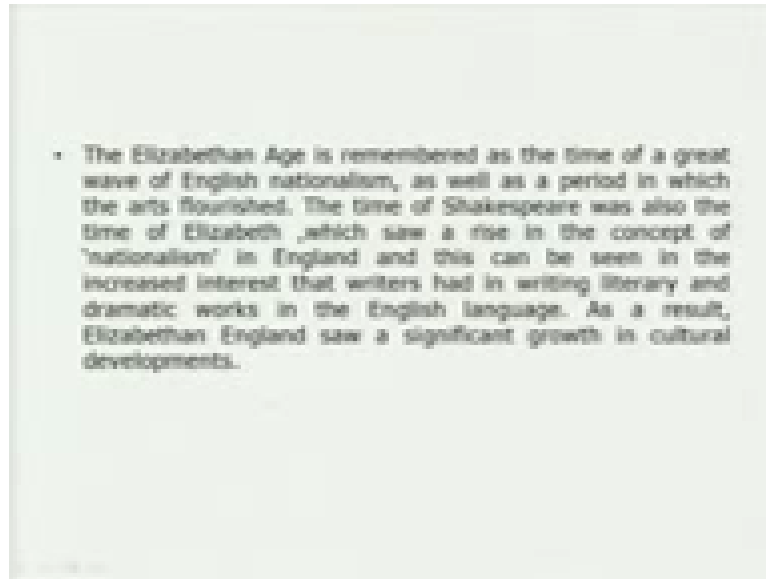 • The Elizabethan Age is remembered as the time of a great
wave of English nationalism, as well as a period in which
the arts flourished. The time of Shakespeare was also the
time of Elizabeth ,which saw a rise in the concept of
"nationalism" in England and this can be seen in the
increased interest that writers had in writing literary and
dramatic works in the English language. As a result,
Elizabethan England saw a significant growth in cultural
developments.